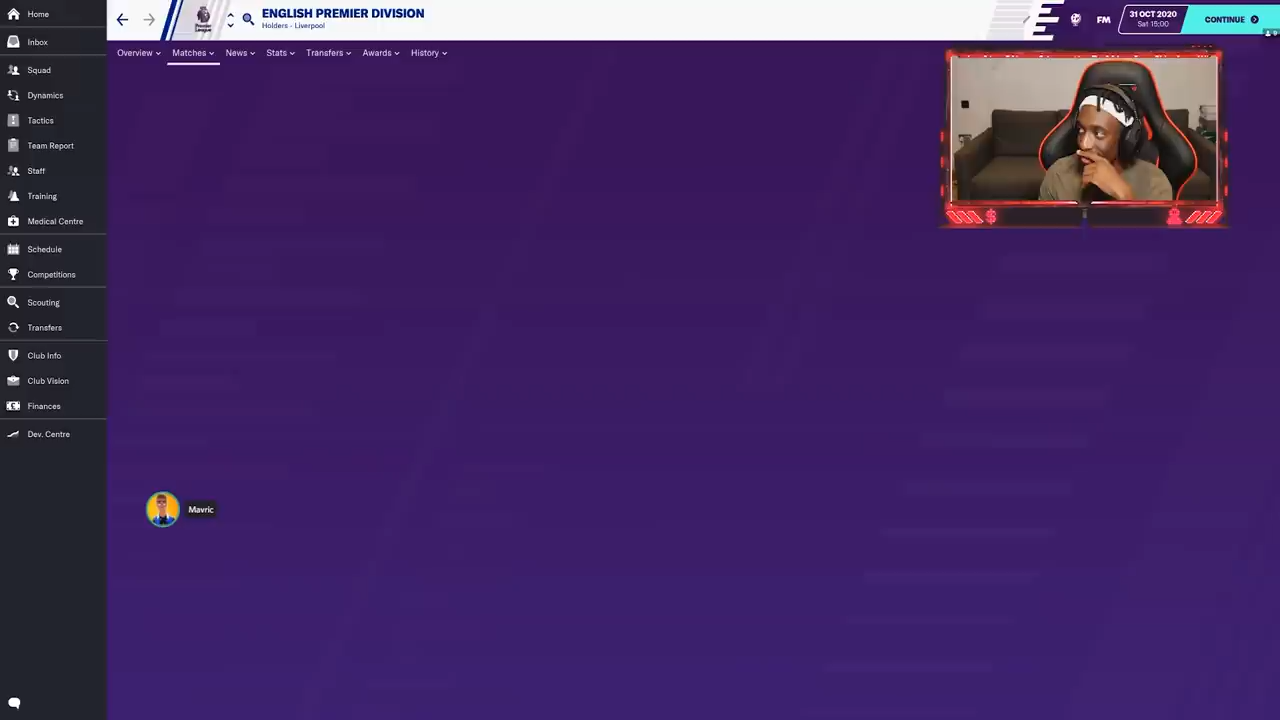 Home
Inbox
Squad
Dynamics
Tactics
Team Report
Staff
Training
Medical Centre
Schedule
Competitions
Scouting
Transfers
Club Info
Club Vision
Finances
Dev. Centre
Premier League
ENGLISH PREMIER DIVISION
Holders - Liverpool
FM
31 OCT 2020
Sat 15:00
CONTINUE
Overview Matches News Stats Transfers Awards History
$
Mavric